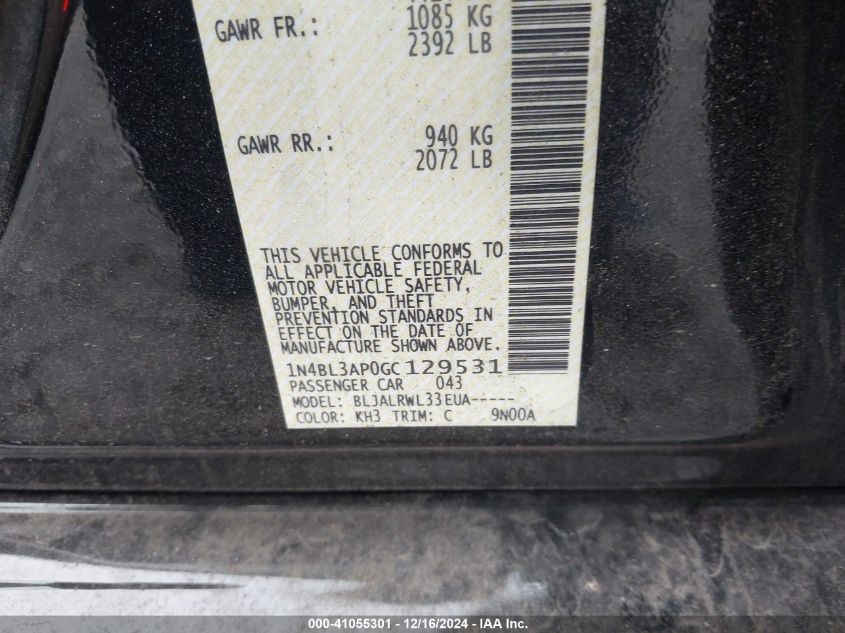 GAWR FR.: 1085 KG
2392 LB
GAWR RR.: 940 KG
2072 LB
THIS VEHICLE CONFORMS TO
ALL APPLICABLE FEDERAL
MOTOR VEHICLE SAFETY,
BUMPER, AND THEFT
PREVENTION STANDARDS IN
EFFECT ON THE DATE OF
MANUFACTURE SHOWN ABOVE.
1N4BL3AP0GC129531
PASSENGER CAR 043
MODEL: BLJALRWL33EUA-----
COLOR: KH3 TRIM: C 9N00A
000-41055301 - 12/16/2024 - IAA Inc.